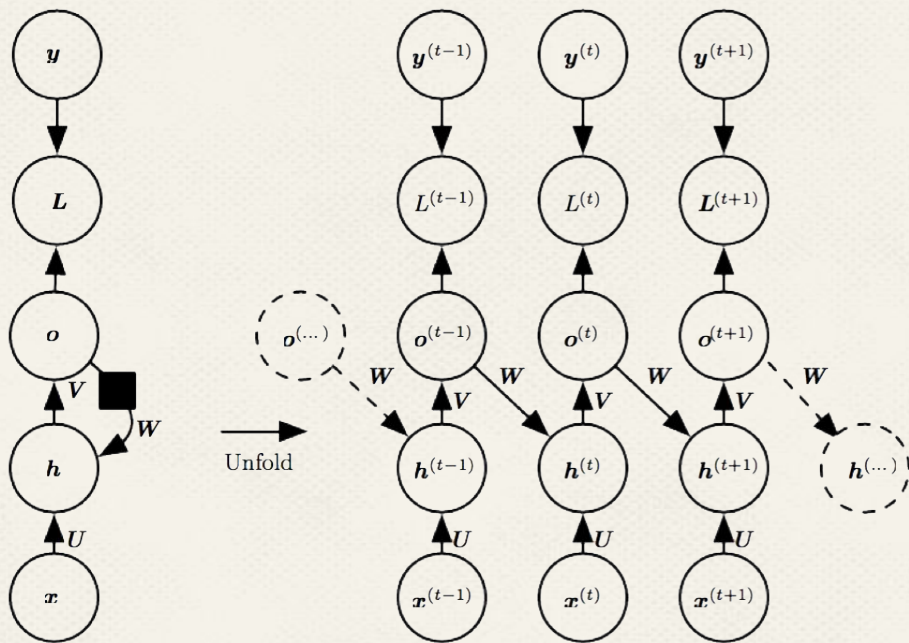 y y^(t−1) y^(t) y^(t+1)
L L^(t−1) L^(t) L^(t+1)
o o^(...) o^(t−1) o^(t) o^(t+1)
W W W W
V V V V
W
Unfold
h h^(t−1) h^(t) h^(t+1) h^(...)
U U U U
x x^(t−1) x^(t) x^(t+1)